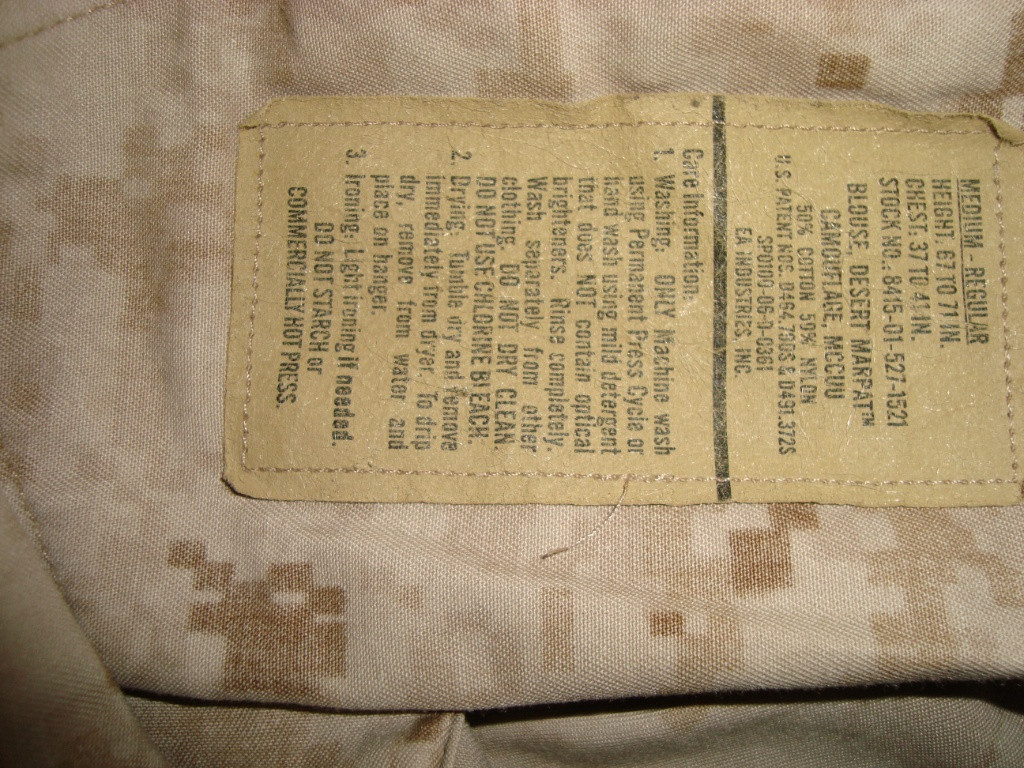 MEDIUM - REGULAR
HEIGHT. 67 TO 71 IN.
CHEST. 37 TO 41 IN.
STOCK NO.: 8415-01-527-1521
BLOUSE, DESERT MARPAT™
CAMOUFLAGE, MCCUU
50% COTTON 50% NYLON
U.S. PATENT NOS. D464,798S & D491,372S
SPO1D0-06-D-0361
EA INDUSTRIES, INC.
Care Information:
1. Washing: ONLY Machine wash
using Permanent Press Cycle or
hand wash using mild detergent
that does NOT contain optical
brighteners. Rinse completely.
Wash separately from other
clothing. DO NOT DRY CLEAN.
DO NOT USE CHLORINE BLEACH.
2. Drying. Tumble dry and remove
immediately from dryer. To drip
dry, remove from water and
place on hanger.
3. Ironing: Light ironing if needed.
DO NOT STARCH or
COMMERCIALLY HOT PRESS.